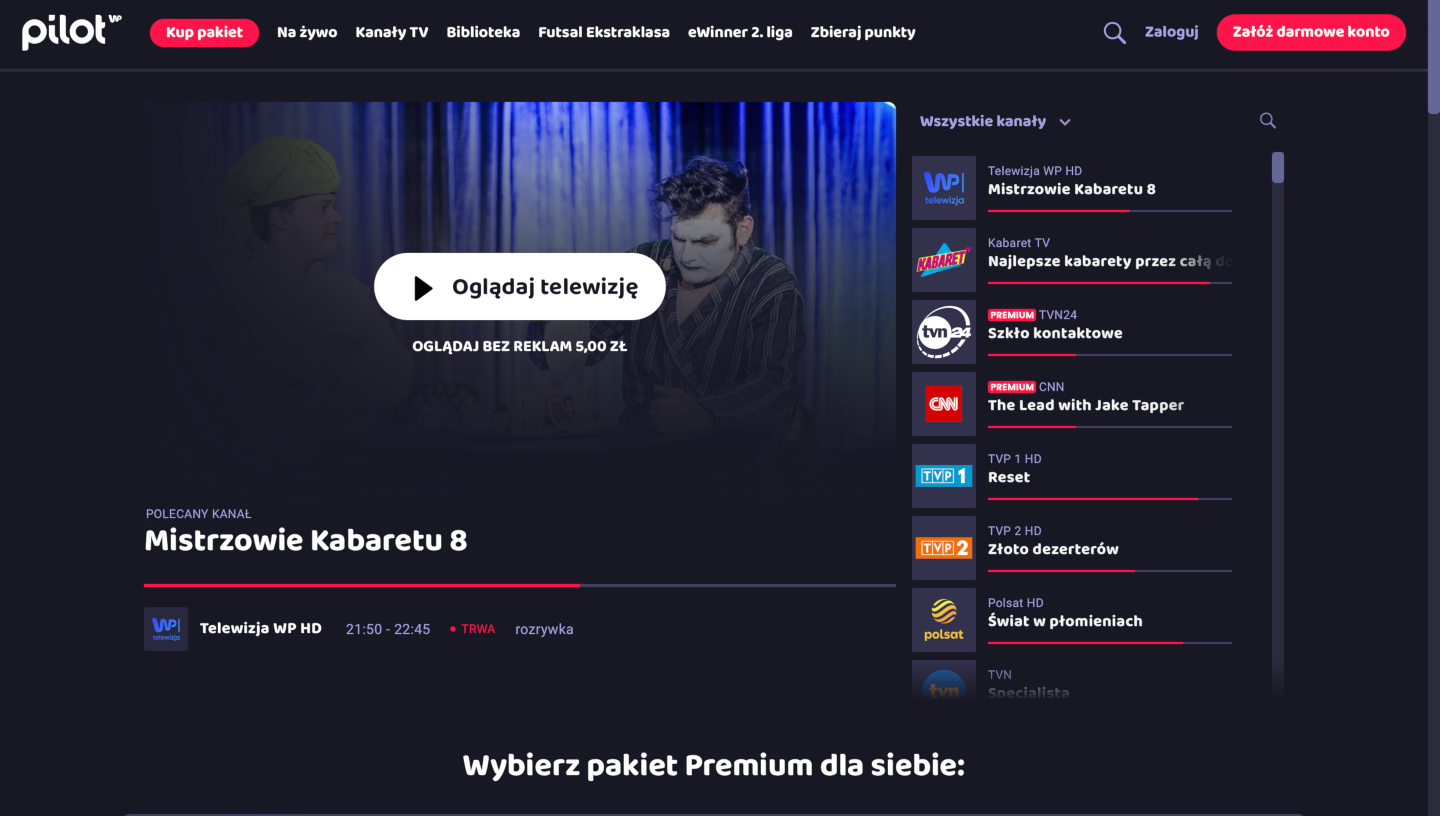 pilot WP
Kup pakiet
Na żywo
Kanały TV
Biblioteka
Futsal Ekstraklasa
eWinner 2. liga
Zbieraj punkty
Zaloguj
Załóż darmowe konto
Oglądaj telewizję
OGLĄDAJ BEZ REKLAM 5,00 ZŁ
POLECANY KANAŁ
Mistrzowie Kabaretu 8
WP telewizja
Telewizja WP HD
21:50 - 22:45
TRWA
rozrywka
Wszystkie kanały
WP telewizja
Telewizja WP HD
Mistrzowie Kabaretu 8
KABARET TV
Kabaret TV
Najlepsze kabarety przez całą do
tvn24
PREMIUM TVN24
Szkło kontaktowe
CNN
PREMIUM CNN
The Lead with Jake Tapper
TVP 1
TVP 1 HD
Reset
TVP 2
TVP 2 HD
Złoto dezerterów
polsat
Polsat HD
Świat w płomieniach
tvn
TVN
Specjalista
Wybierz pakiet Premium dla siebie: